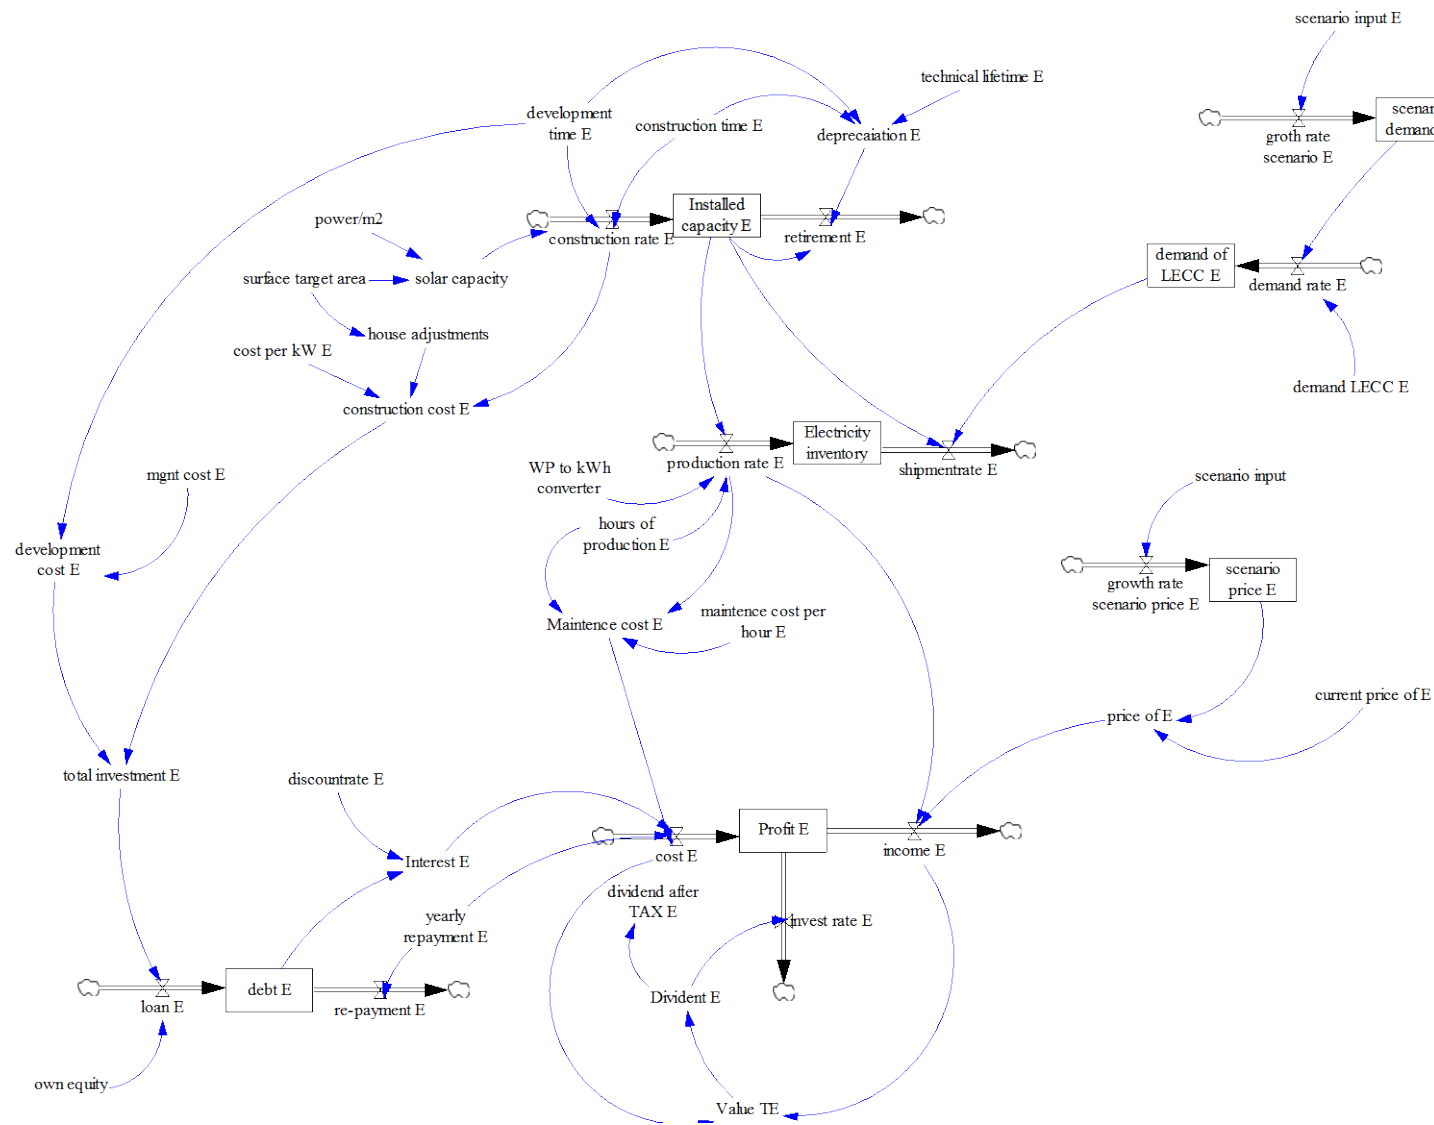 scenario input E
technical lifetime E
development
time E
construction time E
deprecaiation E
groth rate
scenario E
demand
Installed
capacity E
power/m2
construction rate E
retirement E
surface target area
solar capacity
demand of
LECC E
demand rate E
house adjustments
cost per kW E
construction cost E
demand LECC E
Electricity
inventory
production rate E
shipmentrate E
WP to kWh
converter
mgnt cost E
scenario input
hours of
production E
development
cost E
growth rate
scenario price E
scenario
price E
Maintence cost E
maintence cost per
hour E
current price of E
price of E
total investment E
discountrate E
Profit E
cost E
income E
Interest E
dividend after
TAX E
yearly
repayment E
invest rate E
debt E
Divident E
loan E
re-payment E
own equity
Value TE